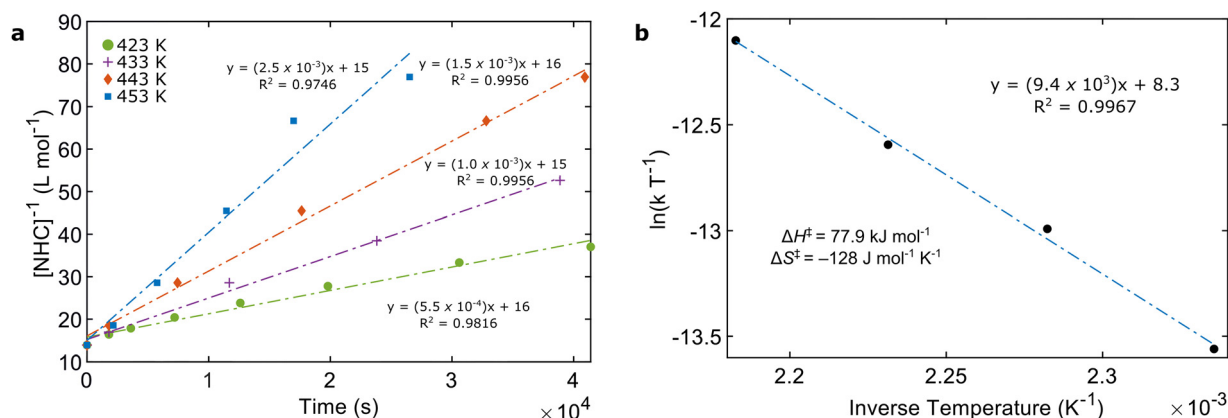 a
423 K
433 K
443 K
453 K
y = (2.5 x 10⁻³)x + 15
R² = 0.9746
y = (1.5 x 10⁻³)x + 16
R² = 0.9956
y = (1.0 x 10⁻³)x + 15
R² = 0.9956
y = (5.5 x 10⁻⁴)x + 16
R² = 0.9816
[NHC]⁻¹ (L mol⁻¹)
90
80
70
60
50
40
30
20
10
0
1
2
3
4
Time (s)
× 10⁴
b
y = (9.4 x 10³)x + 8.3
R² = 0.9967
ΔH‡ = 77.9 kJ mol⁻¹
ΔS‡ = –128 J mol⁻¹ K⁻¹
ln(k T⁻¹)
-12
-12.5
-13
-13.5
2.2
2.25
2.3
Inverse Temperature (K⁻¹)
× 10⁻³